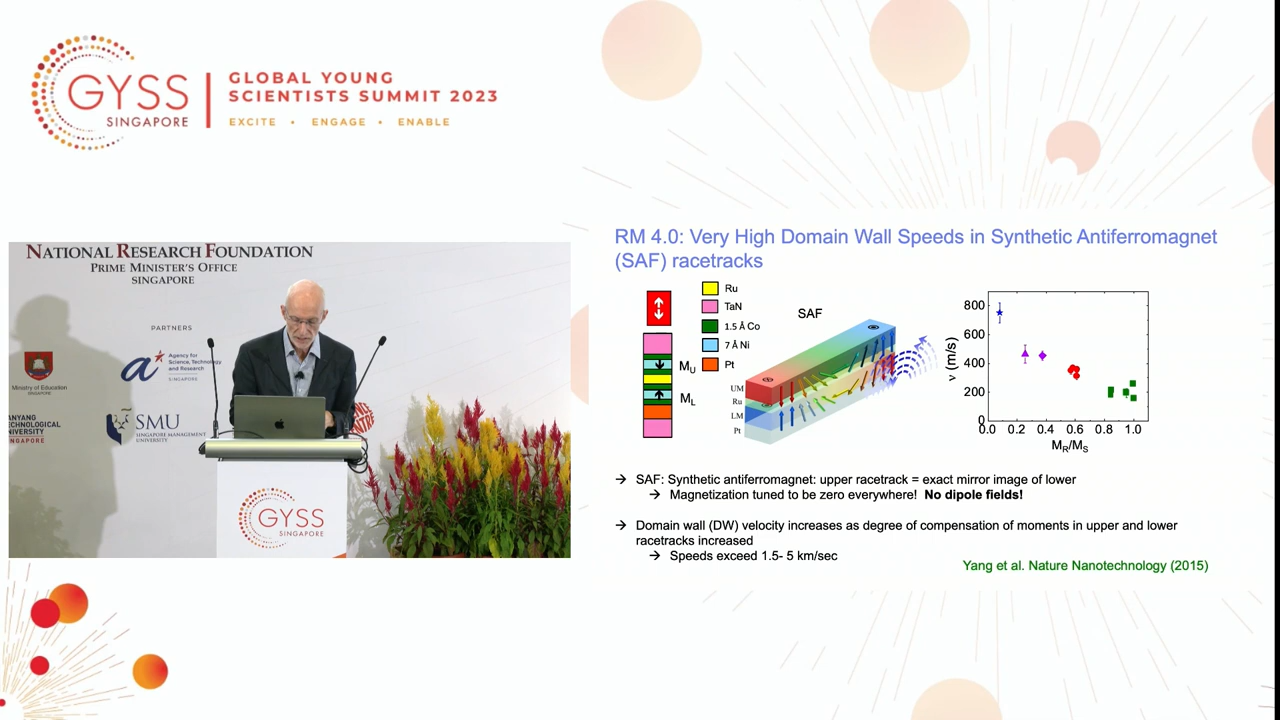 GYSS
SINGAPORE
GLOBAL YOUNG
SCIENTISTS SUMMIT 2023
EXCITE • ENGAGE • ENABLE
NATIONAL RESEARCH FOUNDATION
PRIME MINISTER'S OFFICE
SINGAPORE
PARTNERS
Ministry of Education
SINGAPORE
Agency for
Science, Technology
and Research
SINGAPORE
ANYANG
TECHNOLOGICAL
UNIVERSITY
SINGAPORE
SMU
SINGAPORE MANAGEMENT
UNIVERSITY
GYSS
SINGAPORE
RM 4.0: Very High Domain Wall Speeds in Synthetic Antiferromagnet
(SAF) racetracks
Ru
TaN
1.5 Å Co
7 Å Ni
Pt
MU
ML
SAF
UM
Ru
LM
Pt
800
600
400
200
0
v (m/s)
0.0 0.2 0.4 0.6 0.8 1.0
MR/MS
→ SAF: Synthetic antiferromagnet: upper racetrack = exact mirror image of lower
→ Magnetization tuned to be zero everywhere! No dipole fields!
→ Domain wall (DW) velocity increases as degree of compensation of moments in upper and lower
racetracks increased
→ Speeds exceed 1.5- 5 km/sec
Yang et al. Nature Nanotechnology (2015)